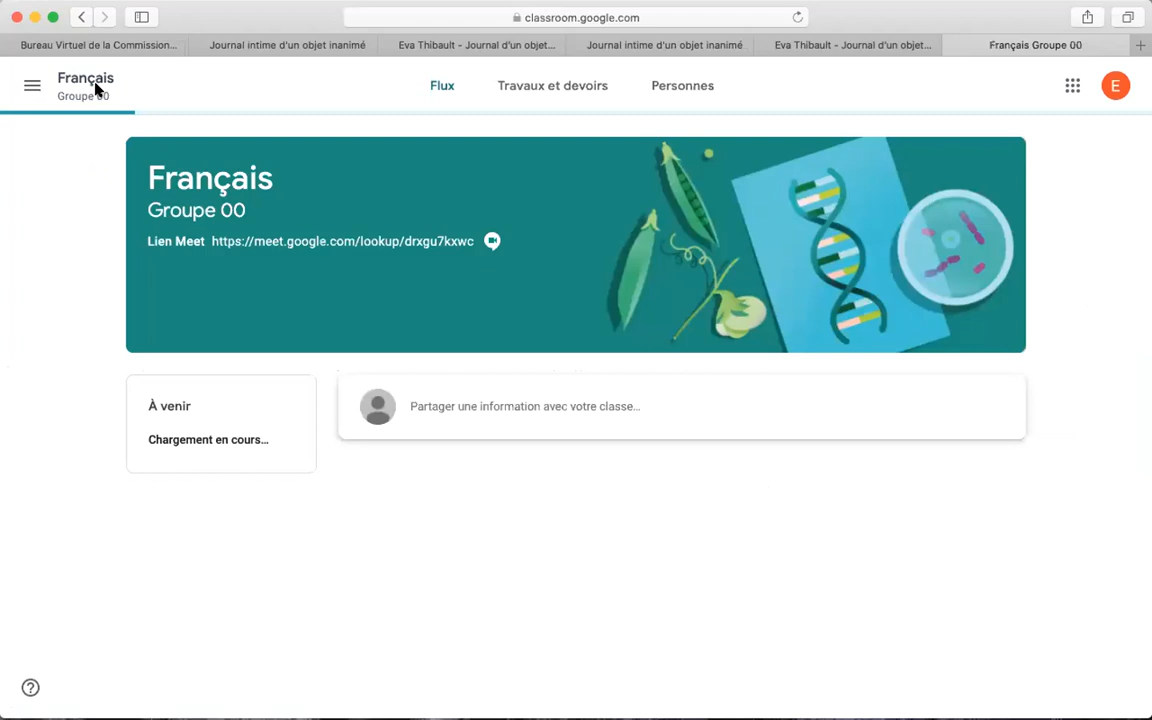 classroom.google.com
Bureau Virtuel de la Commission...
Journal intime d'un objet inanimé
Eva Thibault - Journal d'un objet...
Journal intime d'un objet inanimé
Eva Thibault - Journal d'un objet...
Français Groupe 00
Français
Groupe 00
Flux
Travaux et devoirs
Personnes
E
Français
Groupe 00
Lien Meet https://meet.google.com/lookup/drxgu7kxwc
À venir
Chargement en cours...
Partager une information avec votre classe...